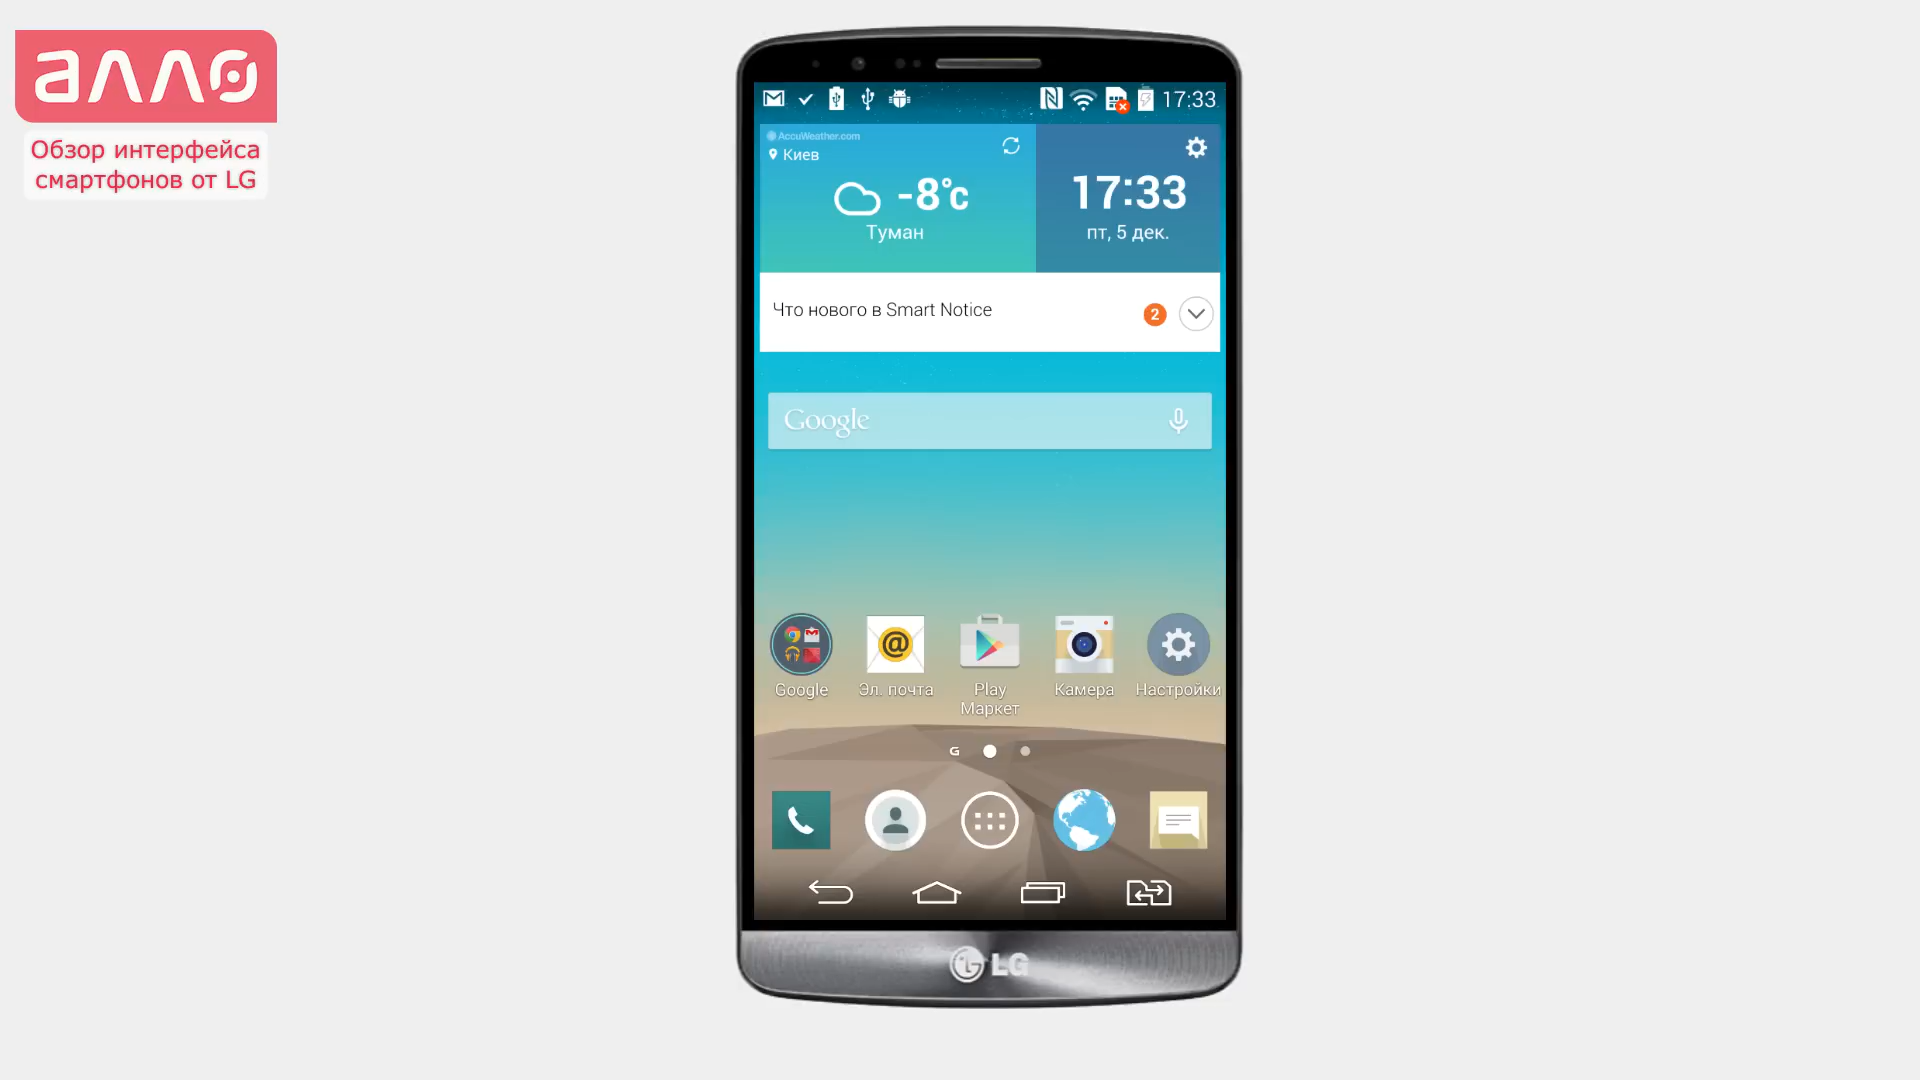 алло
Обзор интерфейса
смартфонов от LG
17:33
AccuWeather.com
Киев
-8°c
Туман
17:33
пт, 5 дек.
Что нового в Smart Notice
2
Google
Google
Эл. почта
Play
Маркет
Камера
Настройки
G
LG